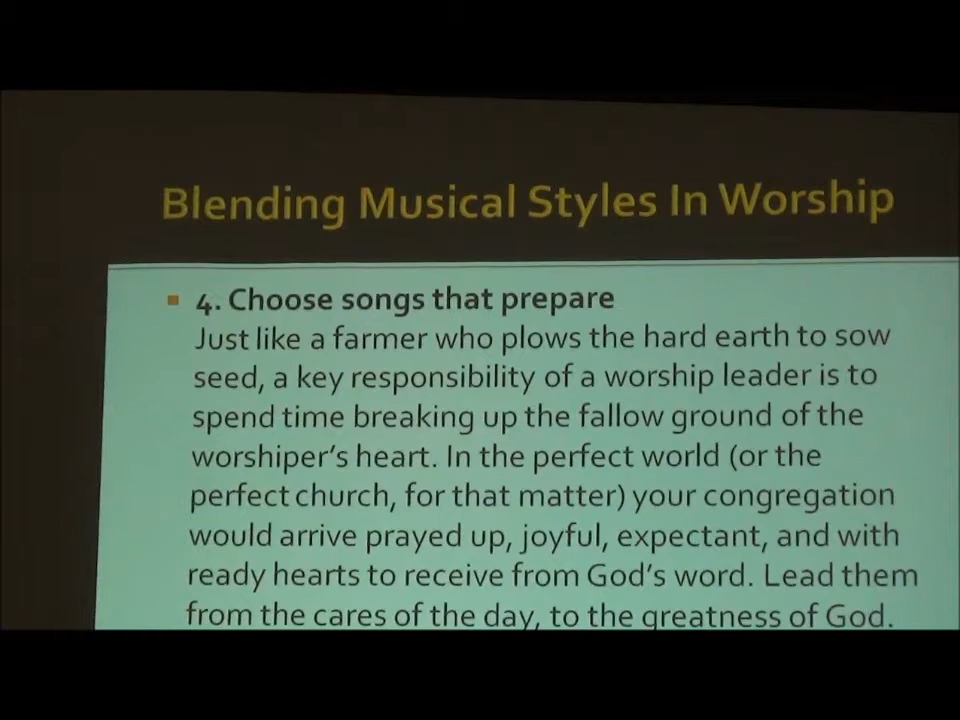 Blending Musical Styles In Worship
4. Choose songs that prepare
Just like a farmer who plows the hard earth to sow
seed, a key responsibility of a worship leader is to
spend time breaking up the fallow ground of the
worshiper's heart. In the perfect world (or the
perfect church, for that matter) your congregation
would arrive prayed up, joyful, expectant, and with
ready hearts to receive from God's word. Lead them
from the cares of the day, to the greatness of God.